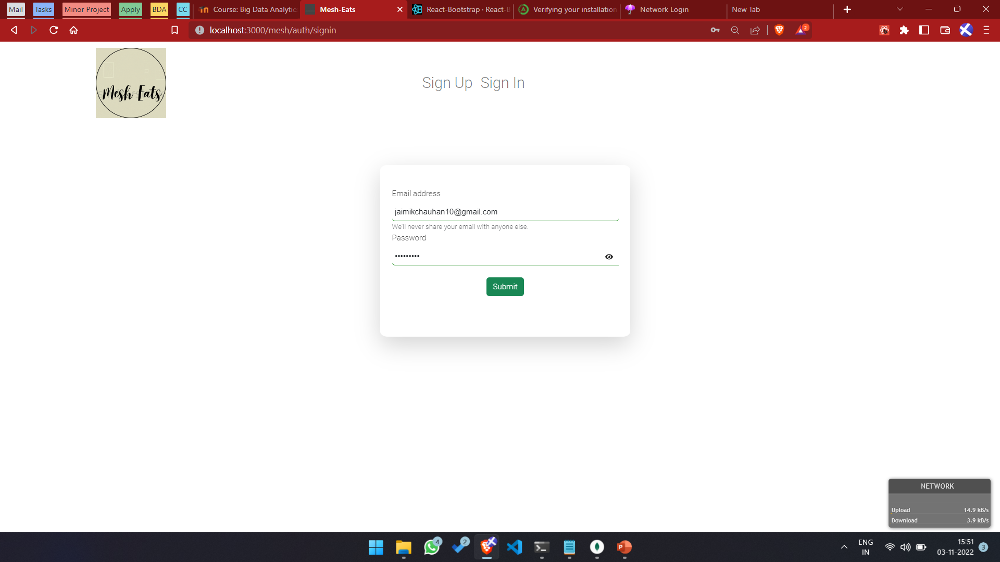 Mail Tasks Minor Project Apply BDA CC Course: Big Data Analytic Mesh-Eats React-Bootstrap · React-B Verifying your installation Network Login New Tab
localhost:3000/mesh/auth/signin 2
Mesh-Eats
Sign Up Sign In
Email address
jaimikchauhan10@gmail.com
We'll never share your email with anyone else.
Password
•••••••••
Submit
NETWORK
Upload 14.9 kB/s
Download 3.9 kB/s
4 2
ENG 15:51
IN 03-11-2022 3